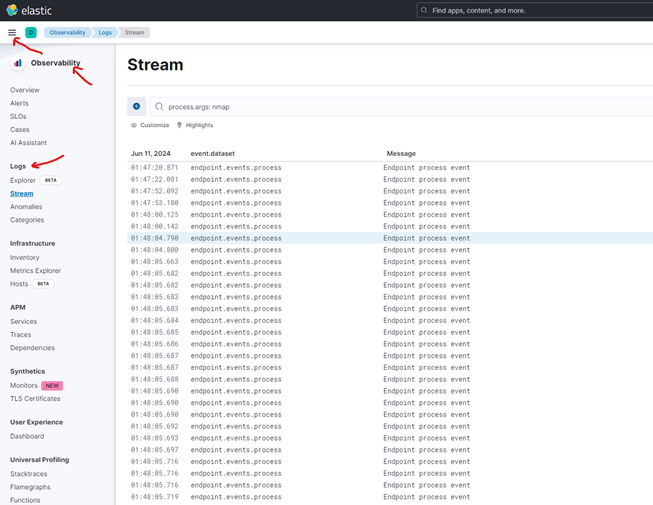 elastic
Find apps, content, and more.
D
Observability
Logs
Stream
Observability
Overview
Alerts
SLOs
Cases
AI Assistant
Logs
Explorer BETA
Stream
Anomalies
Categories
Infrastructure
Inventory
Metrics Explorer
Hosts BETA
APM
Services
Traces
Dependencies
Synthetics
Monitors NEW
TLS Certificates
User Experience
Dashboard
Universal Profiling
Stacktraces
Flamegraphs
Functions
Stream
process.args: nmap
Customize Highlights
Jun 11, 2024 event.dataset Message
01:47:20.871 endpoint.events.process Endpoint process event
01:47:22.081 endpoint.events.process Endpoint process event
01:47:52.092 endpoint.events.process Endpoint process event
01:47:53.180 endpoint.events.process Endpoint process event
01:48:00.125 endpoint.events.process Endpoint process event
01:48:00.142 endpoint.events.process Endpoint process event
01:48:04.790 endpoint.events.process Endpoint process event
01:48:04.800 endpoint.events.process Endpoint process event
01:48:05.663 endpoint.events.process Endpoint process event
01:48:05.682 endpoint.events.process Endpoint process event
01:48:05.682 endpoint.events.process Endpoint process event
01:48:05.683 endpoint.events.process Endpoint process event
01:48:05.683 endpoint.events.process Endpoint process event
01:48:05.684 endpoint.events.process Endpoint process event
01:48:05.685 endpoint.events.process Endpoint process event
01:48:05.686 endpoint.events.process Endpoint process event
01:48:05.687 endpoint.events.process Endpoint process event
01:48:05.687 endpoint.events.process Endpoint process event
01:48:05.688 endpoint.events.process Endpoint process event
01:48:05.690 endpoint.events.process Endpoint process event
01:48:05.690 endpoint.events.process Endpoint process event
01:48:05.690 endpoint.events.process Endpoint process event
01:48:05.692 endpoint.events.process Endpoint process event
01:48:05.693 endpoint.events.process Endpoint process event
01:48:05.697 endpoint.events.process Endpoint process event
01:48:05.716 endpoint.events.process Endpoint process event
01:48:05.716 endpoint.events.process Endpoint process event
01:48:05.716 endpoint.events.process Endpoint process event
01:48:05.719 endpoint.events.process Endpoint process event